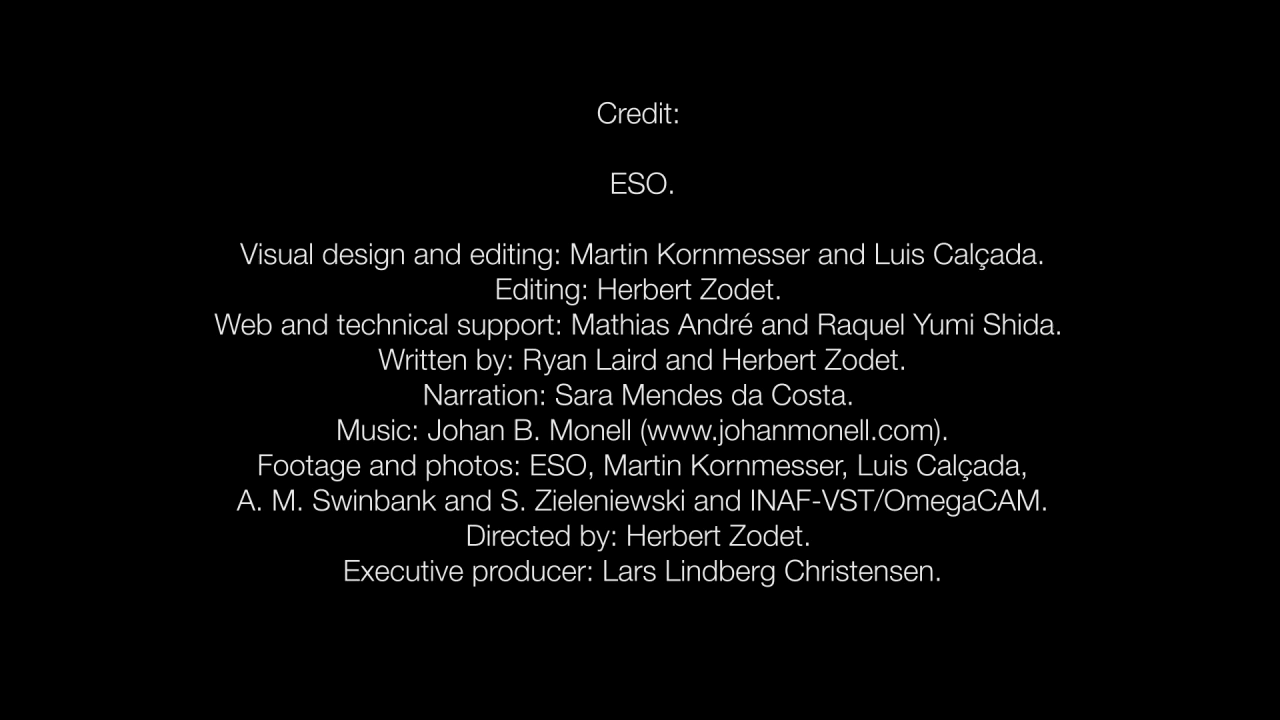 Credit:
ESO.
Visual design and editing: Martin Kornmesser and Luis Calçada.
Editing: Herbert Zodet.
Web and technical support: Mathias André and Raquel Yumi Shida.
Written by: Ryan Laird and Herbert Zodet.
Narration: Sara Mendes da Costa.
Music: Johan B. Monell (www.johanmonell.com).
Footage and photos: ESO, Martin Kornmesser, Luis Calçada,
A. M. Swinbank and S. Zieleniewski and INAF-VST/OmegaCAM.
Directed by: Herbert Zodet.
Executive producer: Lars Lindberg Christensen.